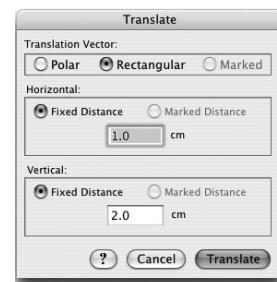 Translate
Translation Vector:
Polar Rectangular Marked
Horizontal:
Fixed Distance Marked Distance
1.0 cm
Vertical:
Fixed Distance Marked Distance
2.0 cm
? Cancel Translate